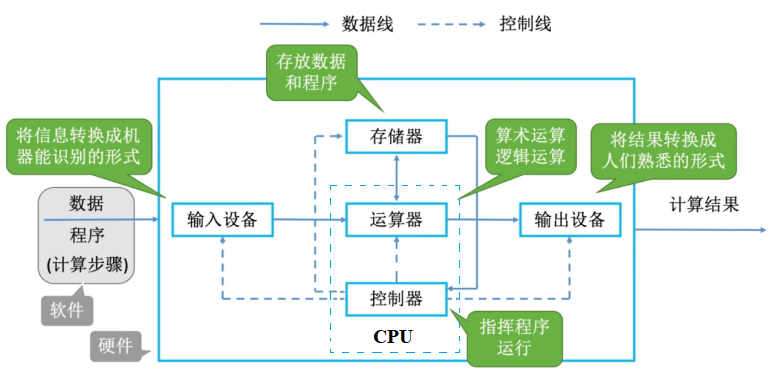 数据线
控制线
存放数据
和程序
将信息转换成机
器能识别的形式
存储器
算术运算
逻辑运算
将结果转换成
人们熟悉的形式
数据
程序
(计算步骤)
输入设备
运算器
输出设备
计算结果
软件
控制器
硬件
CPU
指挥程序
运行